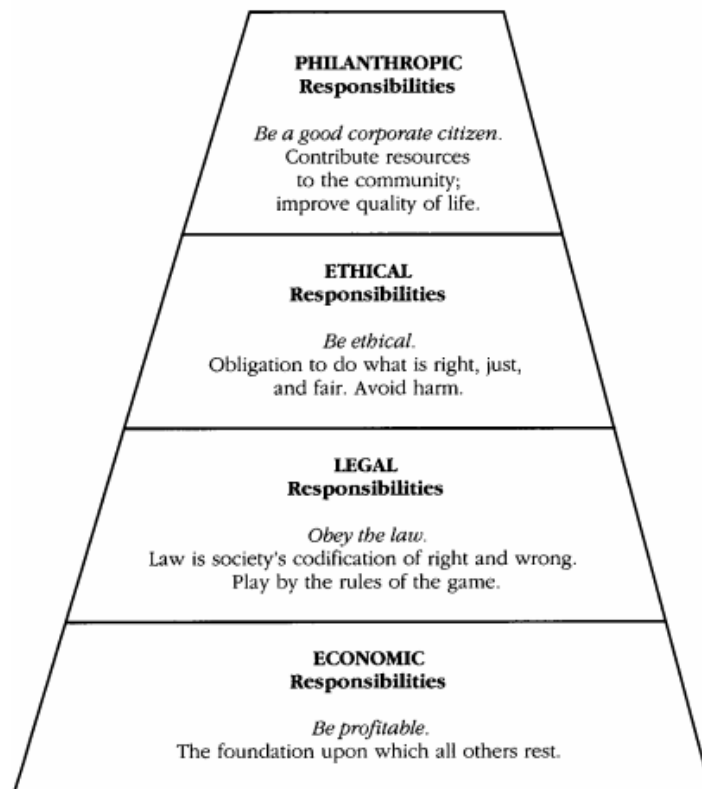 PHILANTHROPIC
Responsibilities
Be a good corporate citizen.
Contribute resources
to the community;
improve quality of life.
ETHICAL
Responsibilities
Be ethical.
Obligation to do what is right, just,
and fair. Avoid harm.
LEGAL
Responsibilities
Obey the law.
Law is society's codification of right and wrong.
Play by the rules of the game.
ECONOMIC
Responsibilities
Be profitable.
The foundation upon which all others rest.